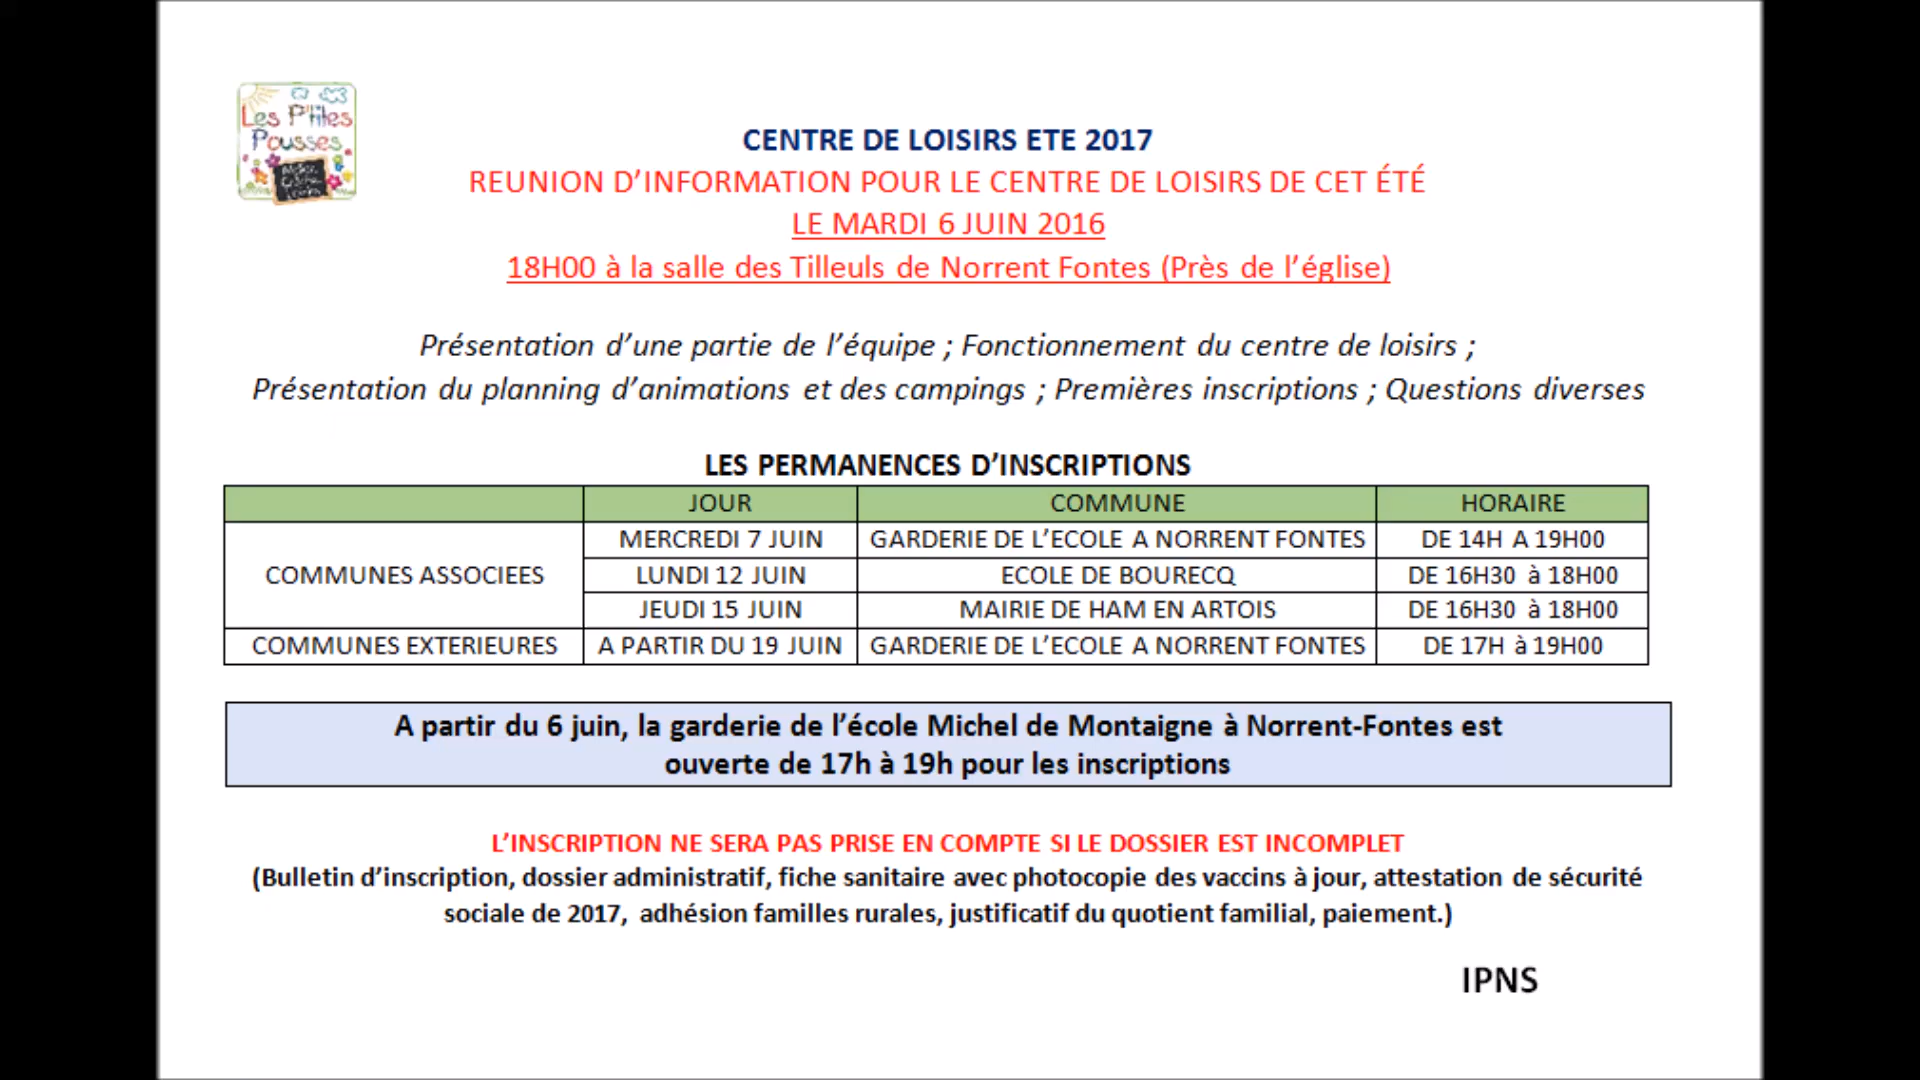 Les P'tites
Pousses
CENTRE DE LOISIRS ETE 2017
REUNION D’INFORMATION POUR LE CENTRE DE LOISIRS DE CET ÉTÉ
LE MARDI 6 JUIN 2016
18H00 à la salle des Tilleuls de Norrent Fontes (Près de l’église)
Présentation d’une partie de l’équipe ; Fonctionnement du centre de loisirs ;
Présentation du planning d’animations et des campings ; Premières inscriptions ; Questions diverses
LES PERMANENCES D’INSCRIPTIONS
JOUR COMMUNE HORAIRE
MERCREDI 7 JUIN GARDERIE DE L’ECOLE A NORRENT FONTES DE 14H A 19H00
COMMUNES ASSOCIEES LUNDI 12 JUIN ECOLE DE BOURECQ DE 16H30 à 18H00
JEUDI 15 JUIN MAIRIE DE HAM EN ARTOIS DE 16H30 à 18H00
COMMUNES EXTERIEURES A PARTIR DU 19 JUIN GARDERIE DE L’ECOLE A NORRENT FONTES DE 17H à 19H00
A partir du 6 juin, la garderie de l’école Michel de Montaigne à Norrent-Fontes est
ouverte de 17h à 19h pour les inscriptions
L’INSCRIPTION NE SERA PAS PRISE EN COMPTE SI LE DOSSIER EST INCOMPLET
(Bulletin d’inscription, dossier administratif, fiche sanitaire avec photocopie des vaccins à jour, attestation de sécurité
sociale de 2017, adhésion familles rurales, justificatif du quotient familial, paiement.)
IPNS